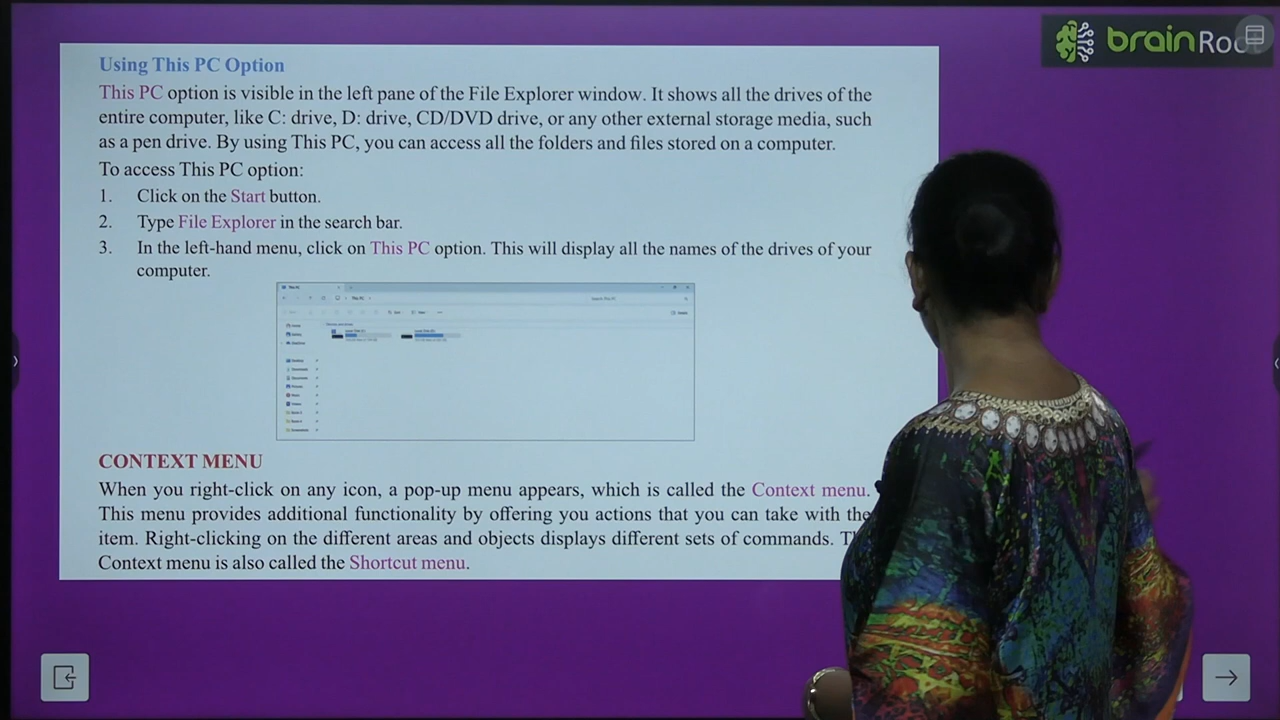 brainRoo
Using This PC Option
This PC option is visible in the left pane of the File Explorer window. It shows all the drives of the
entire computer, like C: drive, D: drive, CD/DVD drive, or any other external storage media, such
as a pen drive. By using This PC, you can access all the folders and files stored on a computer.
To access This PC option:
1. Click on the Start button.
2. Type File Explorer in the search bar.
3. In the left-hand menu, click on This PC option. This will display all the names of the drives of your
computer.
This PC
This PC
CONTEXT MENU
When you right-click on any icon, a pop-up menu appears, which is called the Context menu.
This menu provides additional functionality by offering you actions that you can take with the
item. Right-clicking on the different areas and objects displays different sets of commands.
Context menu is also called the Shortcut menu.